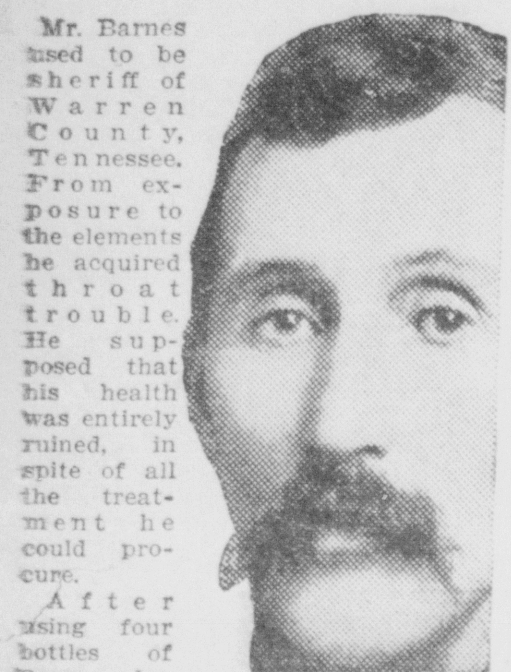 Mr. Barnes
used to be
sheriff of
Warren
County,
Tennessee.
From ex-
posure to
the elements
he acquired
throat
trouble.
He sup-
posed that
his health
was entirely
ruined, in
spite of all
the treat-
ment he
could pro-
cure.
After
using four
bottles of